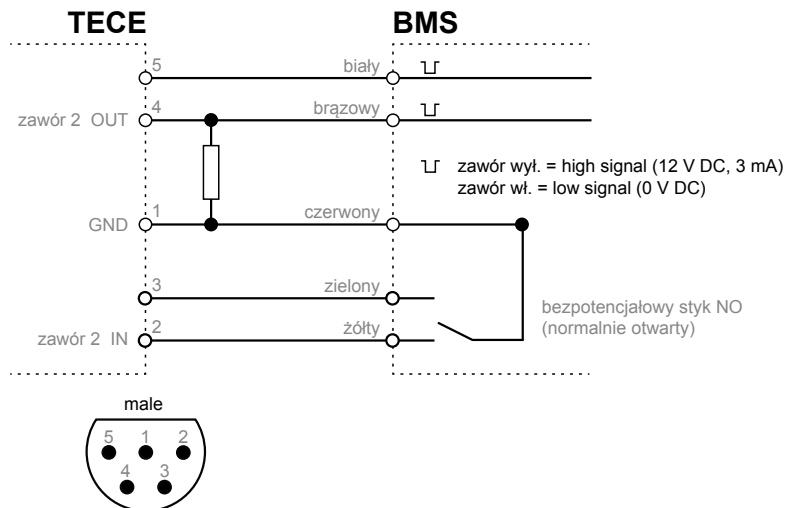 TECE BMS
5 biały
zawór 2 OUT 4 brązowy
zawór wył. = high signal (12 V DC, 3 mA)
zawór wł. = low signal (0 V DC)
GND 1 czerwony
3 zielony
bezpotencjałowy styk NO
(normalnie otwarty)
zawór 2 IN 2 żółty
male
5 1 2
4 3